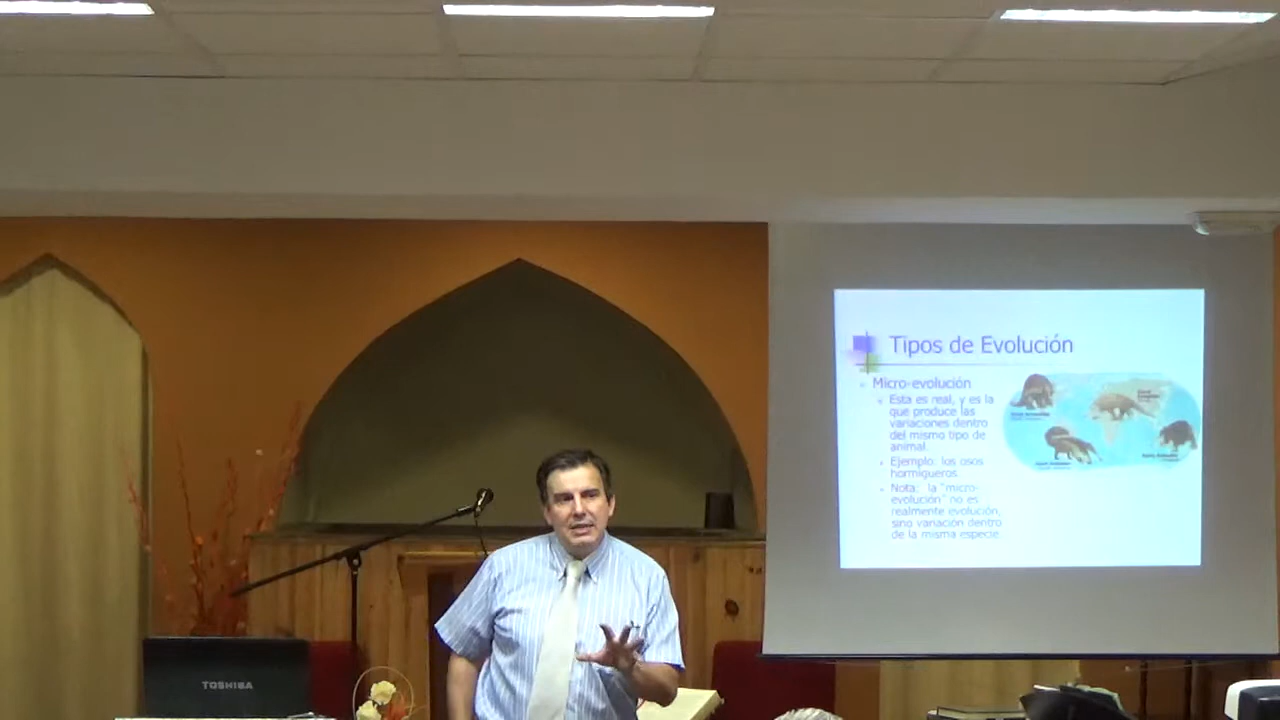 Tipos de Evolución
Micro-evolución
Esta es real, y es la
que produce las
variaciones dentro
del mismo tipo de
animal.
Ejemplo: los osos
hormigueros.
Nota: la "micro-
evolución" no es
realmente evolución,
sino variación dentro
de la misma especie.
TOSHIBA